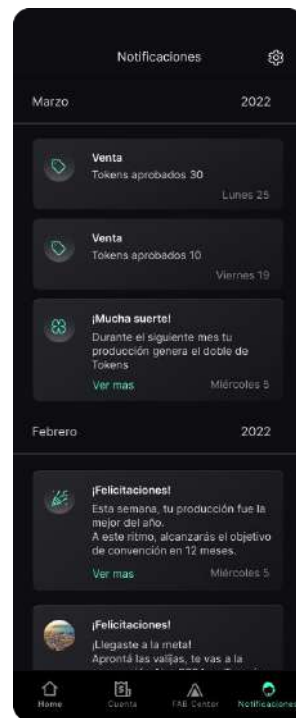 Notificaciones
Marzo 2022
Venta
Tokens aprobados 30
Lunes 25
Venta
Tokens aprobados 10
Viernes 19
¡Mucha suerte!
Durante el siguiente mes tu
producción genera el doble de
Tokens
Ver mas Miércoles 5
Febrero 2022
¡Felicitaciones!
Esta semana, tu producción fue la
mejor del año.
A este ritmo, alcanzarás el objetivo
de convención en 12 meses.
Ver mas Miércoles 5
¡Felicitaciones!
¡Llegaste a la meta!
Aprontá las valijas, te vas a la
Home Cuenta FAB Center Notificaciones